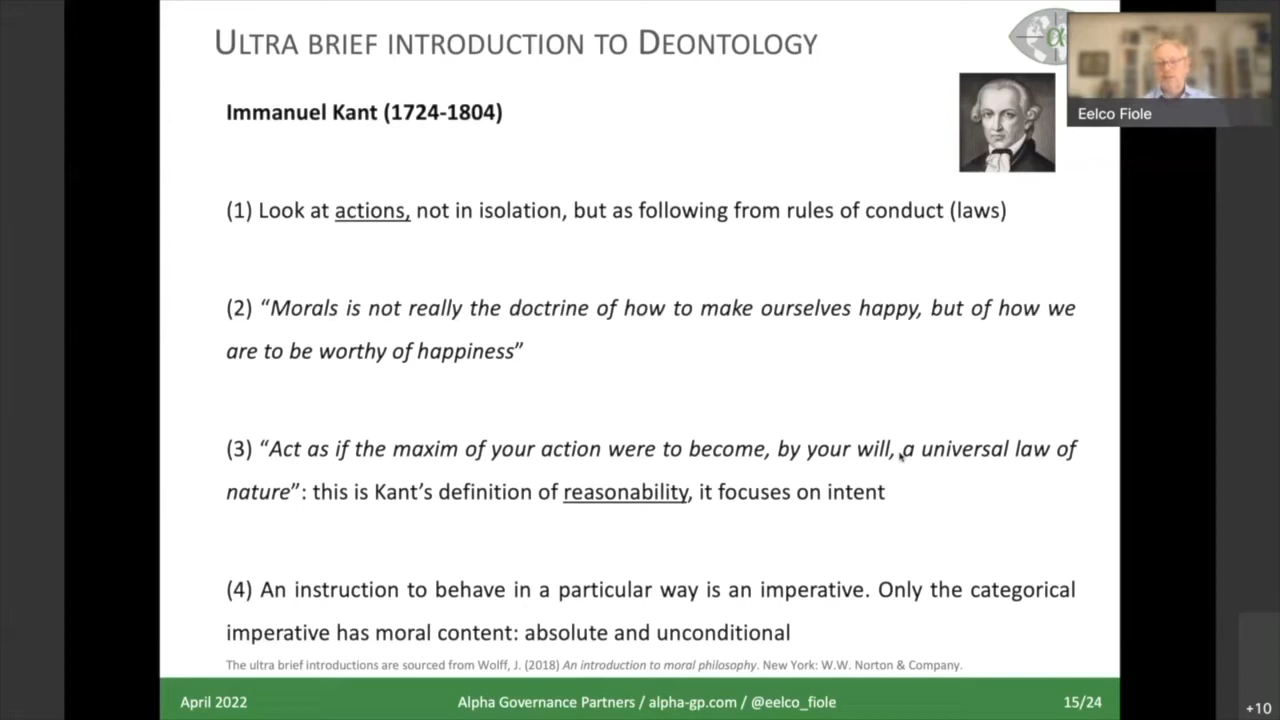 ULTRA BRIEF INTRODUCTION TO DEONTOLOGY
α
Eelco Fiole
Immanuel Kant (1724-1804)
(1) Look at actions, not in isolation, but as following from rules of conduct (laws)
(2) “Morals is not really the doctrine of how to make ourselves happy, but of how we
are to be worthy of happiness”
(3) “Act as if the maxim of your action were to become, by your will, a universal law of
nature”: this is Kant’s definition of reasonability, it focuses on intent
(4) An instruction to behave in a particular way is an imperative. Only the categorical
imperative has moral content: absolute and unconditional
The ultra brief introductions are sourced from Wolff, J. (2018) An introduction to moral philosophy. New York: W.W. Norton & Company.
April 2022 Alpha Governance Partners / alpha-gp.com / @eelco_fiole 15/24
+10